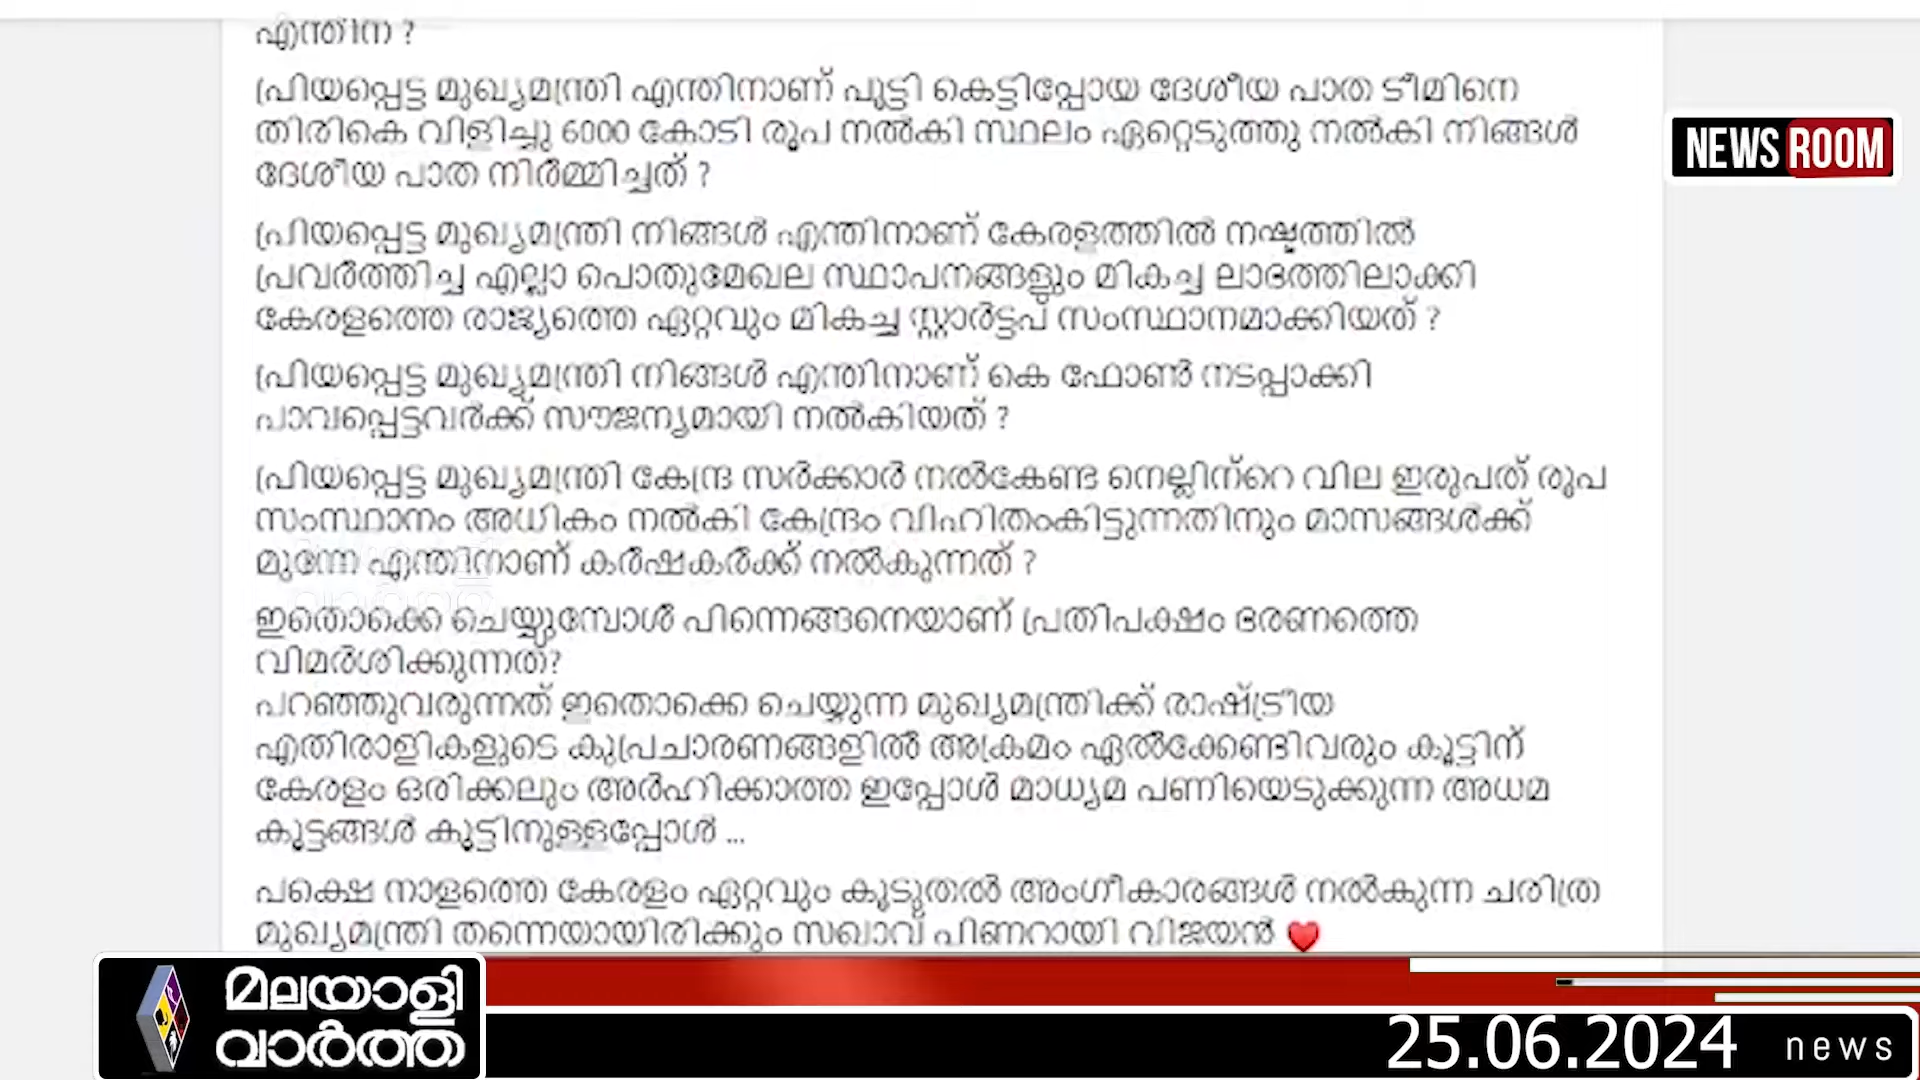 എന്തിന ?
പ്രിയപ്പെട്ട മുഖ്യമന്ത്രി എന്തിനാണ് പൂട്ടി കെട്ടിപ്പോയ ദേശീയ പാത ടീമിനെ
തിരികെ വിളിച്ചു 6000 കോടി രൂപ നൽകി സ്ഥലം ഏറ്റെടുത്തു നൽകി നിങ്ങൾ
ദേശീയ പാത നിർമ്മിച്ചത് ?
പ്രിയപ്പെട്ട മുഖ്യമന്ത്രി നിങ്ങൾ എന്തിനാണ് കേരളത്തിൽ നഷ്ടത്തിൽ
പ്രവർത്തിച്ച എല്ലാ പൊതുമേഖല സ്ഥാപനങ്ങളും മികച്ച ലാഭത്തിലാക്കി
കേരളത്തെ രാജ്യത്തെ ഏറ്റവും മികച്ച സ്റ്റാർട്ടപ് സംസ്ഥാനമാക്കിയത് ?
പ്രിയപ്പെട്ട മുഖ്യമന്ത്രി നിങ്ങൾ എന്തിനാണ് കെ ഫോൺ നടപ്പാക്കി
പാവപ്പെട്ടവർക്ക് സൗജന്യമായി നൽകിയത് ?
പ്രിയപ്പെട്ട മുഖ്യമന്ത്രി കേന്ദ്ര സർക്കാർ നൽകേണ്ട നെല്ലിന്റെ വില ഇരുപത് രൂപ
സംസ്ഥാനം അധികം നൽകി കേന്ദ്രം വിഹിതംകിട്ടുന്നതിനും മാസങ്ങൾക്ക്
മുന്നേ എന്തിനാണ് കർഷകർക്ക് നൽകുന്നത് ?
ഇതൊക്കെ ചെയ്യുമ്പോൾ പിന്നെങ്ങനെയാണ് പ്രതിപക്ഷം ഭരണത്തെ
വിമർശിക്കുന്നത്?
പറഞ്ഞുവരുന്നത് ഇതൊക്കെ ചെയ്യുന്ന മുഖ്യമന്ത്രിക്ക് രാഷ്ട്രീയ
എതിരാളികളുടെ കുപ്രചാരണങ്ങളിൽ അക്രമം ഏൽക്കേണ്ടിവരും കൂട്ടിന്
കേരളം ഒരിക്കലും അർഹിക്കാത്ത ഇപ്പോൾ മാധ്യമ പണിയെടുക്കുന്ന അധമ
കൂട്ടങ്ങൾ കൂട്ടിനുള്ളപ്പോൾ ...
പക്ഷെ നാളത്തെ കേരളം ഏറ്റവും കൂടുതൽ അംഗീകാരങ്ങൾ നൽകുന്ന ചരിത്ര
മുഖ്യമന്ത്രി തന്നെയായിരിക്കും സഖാവ് പിണറായി വിജയൻ ❤️
NEWS ROOM
മലയാളി
വാർത്ത
25.06.2024
news